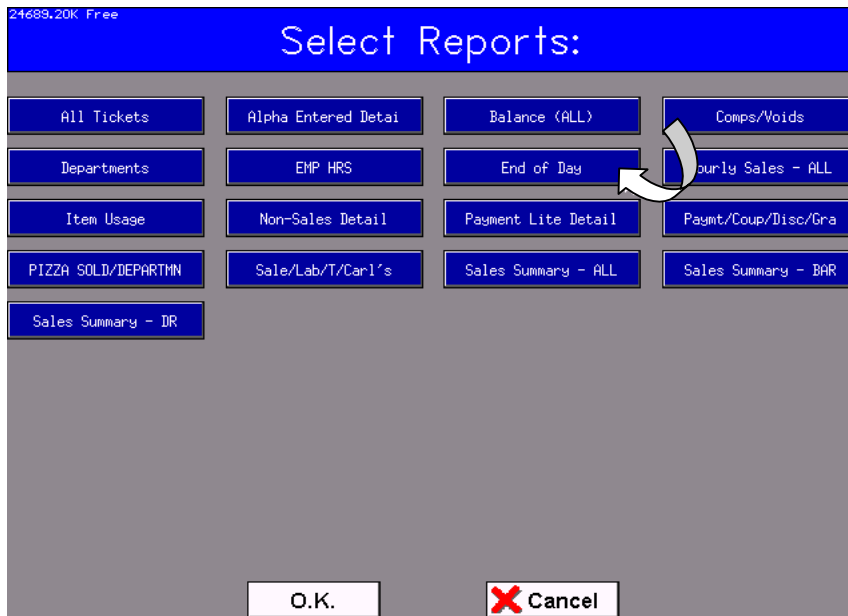 24689.20K Free
Select Reports:
All Tickets
Alpha Entered Detai
Balance (ALL)
Comps/Voids
Departments
EMP HRS
End of Day
ourly Sales - ALL
Item Usage
Non-Sales Detail
Payment Lite Detail
Paymt/Coup/Disc/Gra
PIZZA SOLD/DEPARTMN
Sale/Lab/T/Carl's
Sales Summary - ALL
Sales Summary - BAR
Sales Summary - DR
O.K.
Cancel